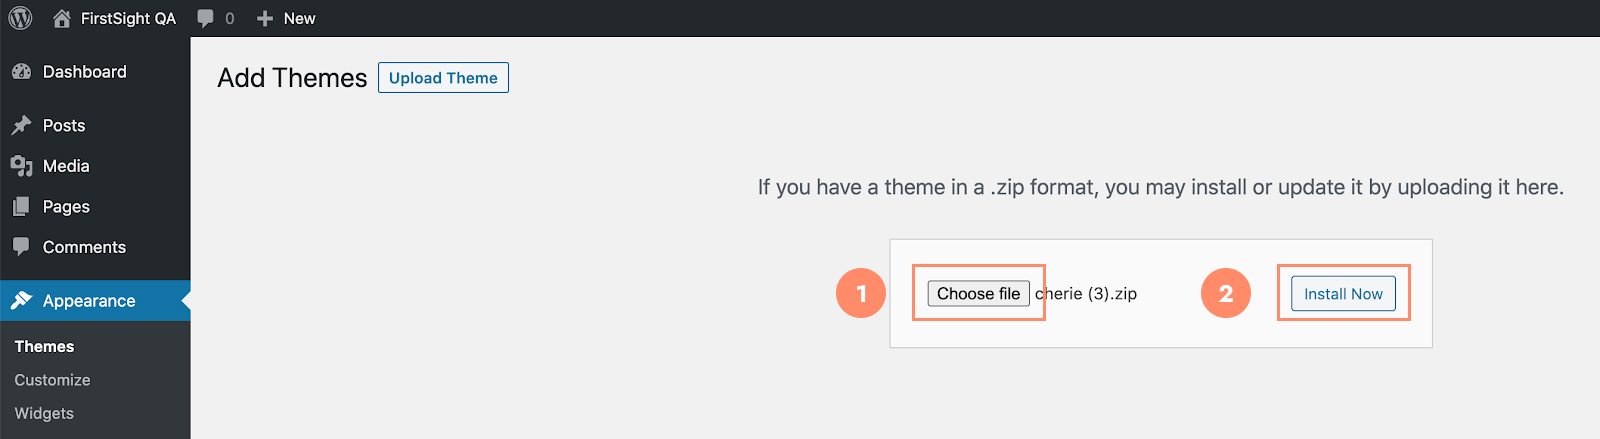 FirstSight QA 0 New
Dashboard
Add Themes Upload Theme
Posts
Media
Pages
Comments
Appearance
Themes
Customize
Widgets
If you have a theme in a .zip format, you may install or update it by uploading it here.
1 Choose file cherie (3).zip 2 Install Now